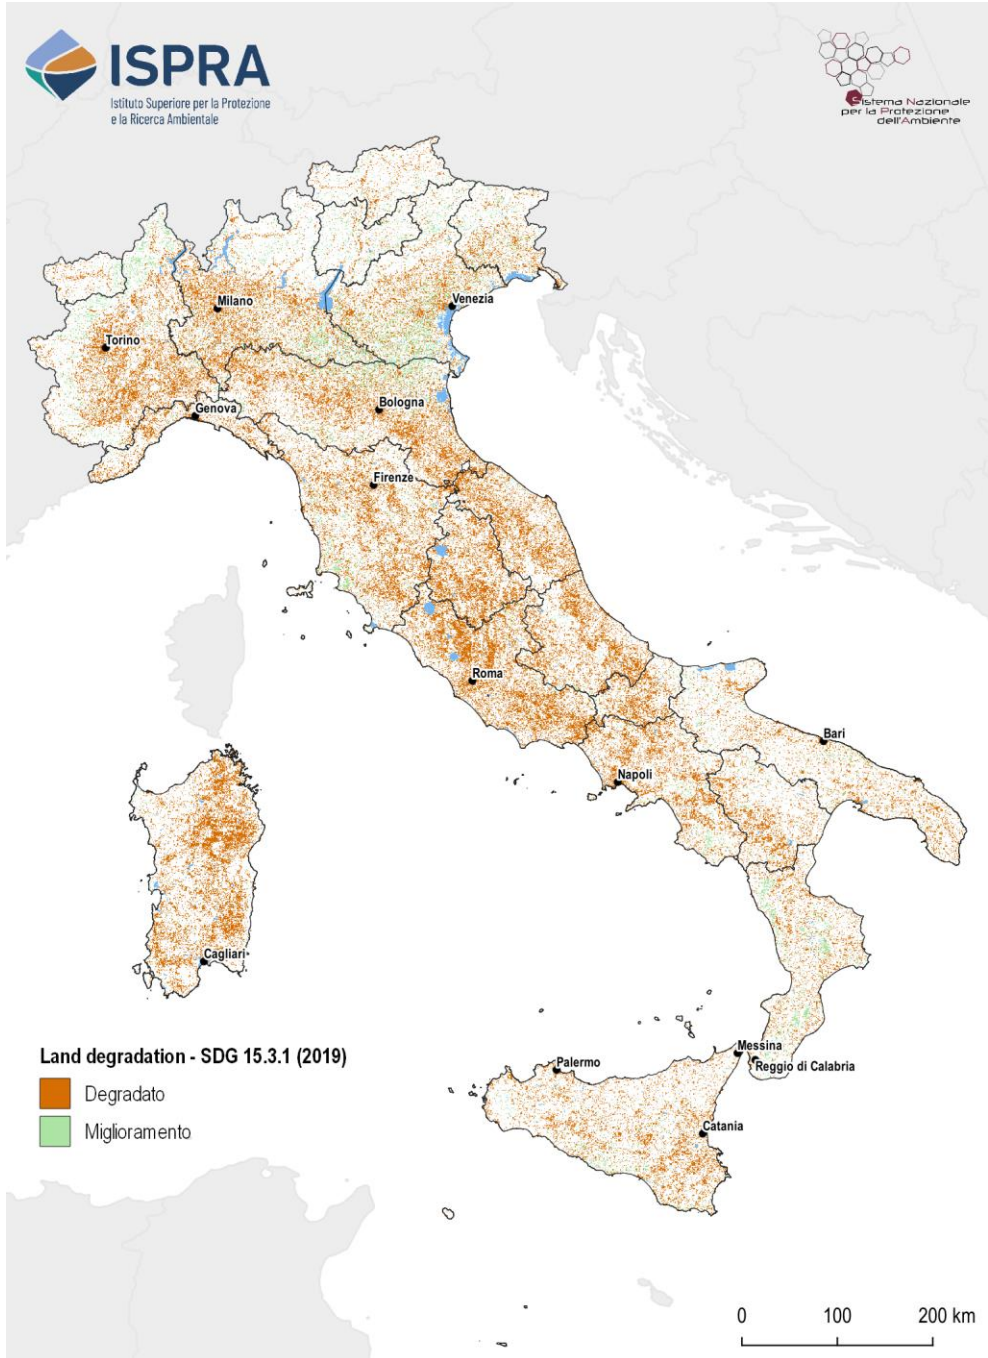 ISPRA
Istituto Superiore per la Protezione
e la Ricerca Ambientale
Sistema Nazionale
per la Protezione
dell'Ambiente
Milano
Venezia
Torino
Genova
Bologna
Firenze
Roma
Bari
Napoli
Cagliari
Messina
Reggio di Calabria
Palermo
Catania
Land degradation - SDG 15.3.1 (2019)
Degradato
Miglioramento
0 100 200 km